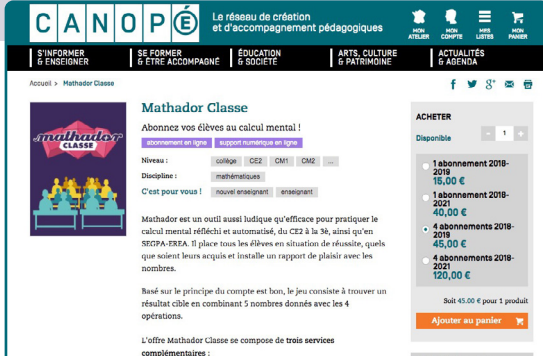 CANOPÉ
Le réseau de création
et d'accompagnement pédagogiques
MON
ATELIER
MON
COMPTE
MES
LISTES
MON
PANIER
S'INFORMER
& ENSEIGNER
SE FORMER
& ÊTRE ACCOMPAGNÉ
ÉDUCATION
& SOCIÉTÉ
ARTS, CULTURE
& PATRIMOINE
ACTUALITÉS
& AGENDA
Accueil > Mathador Classe
mathador
CLASSE
Mathador Classe
Abonnez vos élèves au calcul mental !
abonnement en ligne support numérique en ligne
Niveau : collège CE2 CM1 CM2 ...
Discipline : mathématiques
C'est pour vous ! nouvel enseignant enseignant
Mathador est un outil aussi ludique qu'efficace pour pratiquer le
calcul mental réfléchi et automatisé, du CE2 à la 3è, ainsi qu'en
SEGPA-EREA. Il place tous les élèves en situation de réussite, quels
que soient leurs acquis et installe un rapport de plaisir avec les
nombres.
Basé sur le principe du compte est bon, le jeu consiste à trouver un
résultat cible en combinant 5 nombres donnés avec les 4
opérations.
L'offre Mathador Classe se compose de trois services
complémentaires :
ACHETER
Disponible - 1 +
1 abonnement 2018-
2019
15,00 €
1 abonnement 2018-
2021
40,00 €
4 abonnements 2018-
2019
45,00 €
4 abonnements 2018-
2021
120,00 €
Soit 45.00 € pour 1 produit
Ajouter au panier